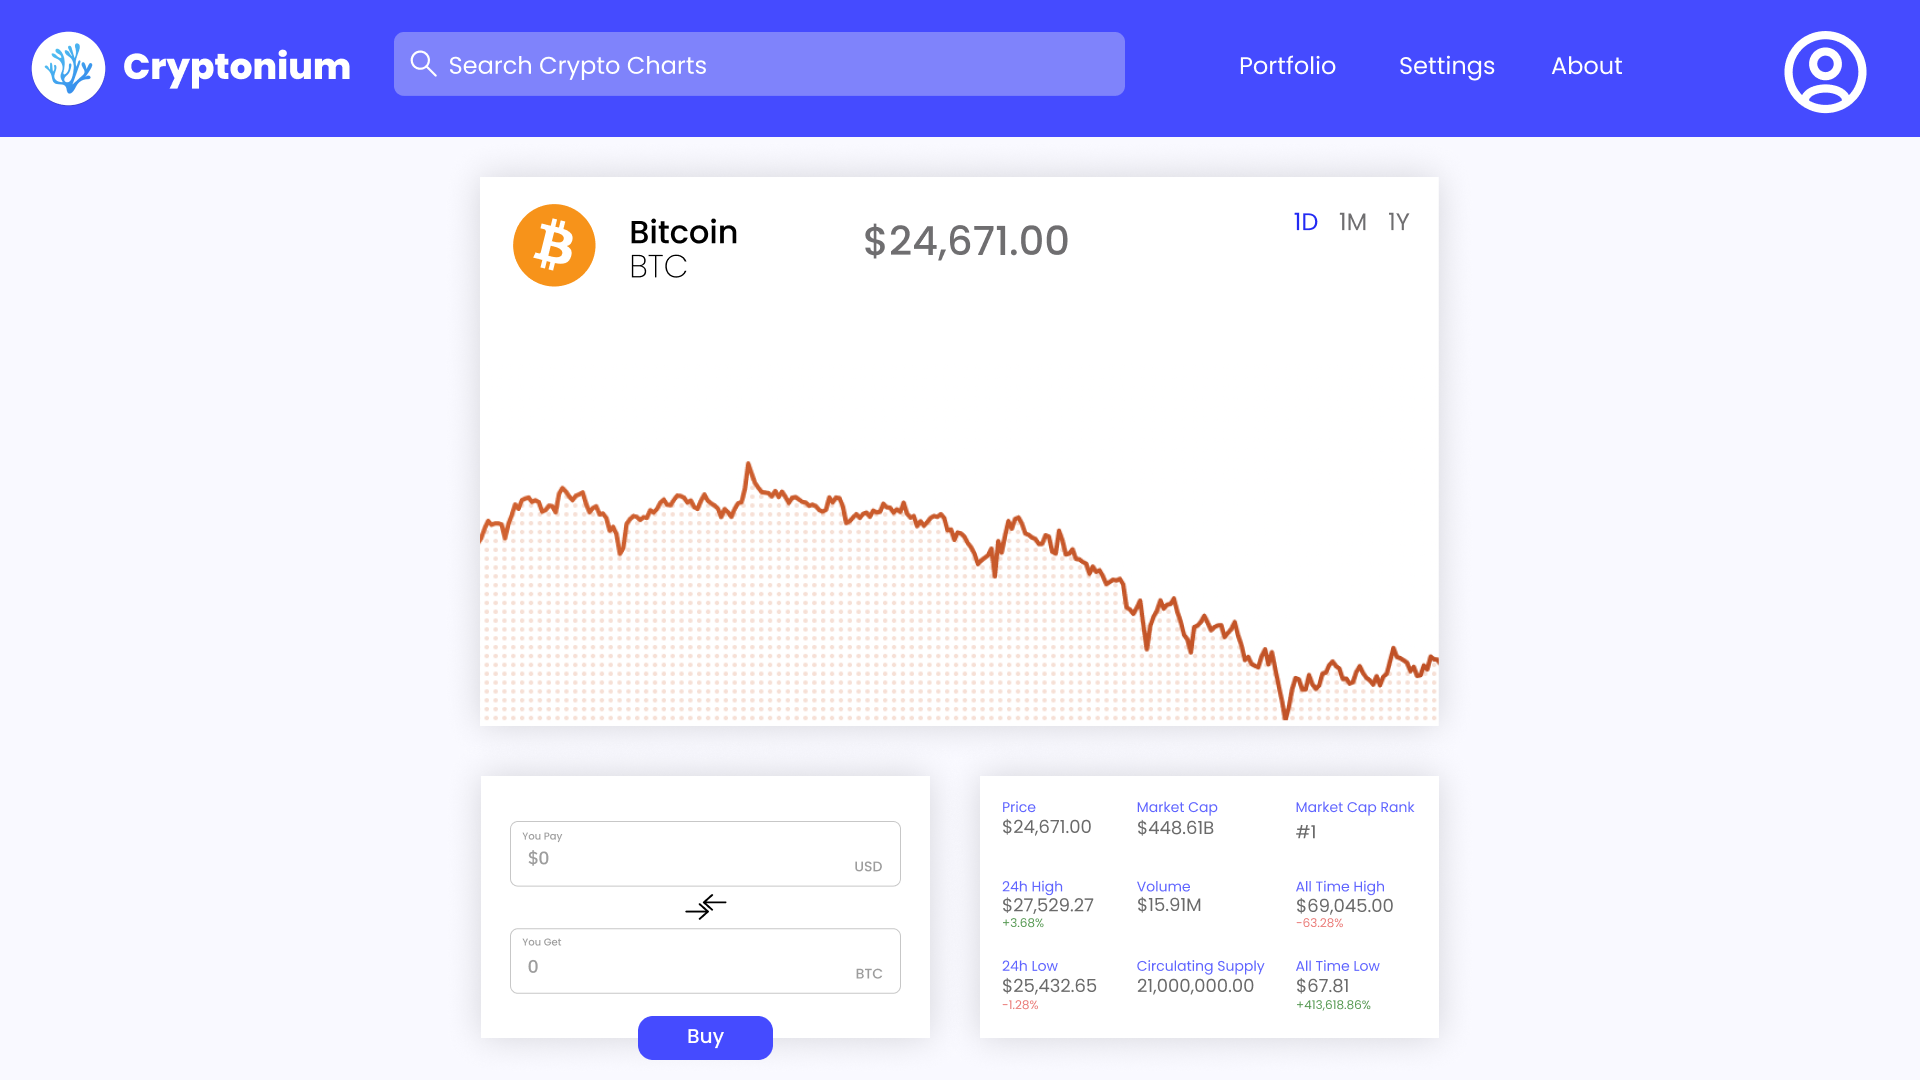 Cryptonium
Search Crypto Charts
Portfolio
Settings
About
Bitcoin
BTC
$24,671.00
1D 1M 1Y
You Pay
$0
USD
You Get
0
BTC
Buy
Price
$24,671.00
Market Cap
$448.61B
Market Cap Rank
#1
24h High
$27,529.27
+3.68%
Volume
$15.91M
All Time High
$69,045.00
-63.28%
24h Low
$25,432.65
-1.28%
Circulating Supply
21,000,000.00
All Time Low
$67.81
+413,618.86%